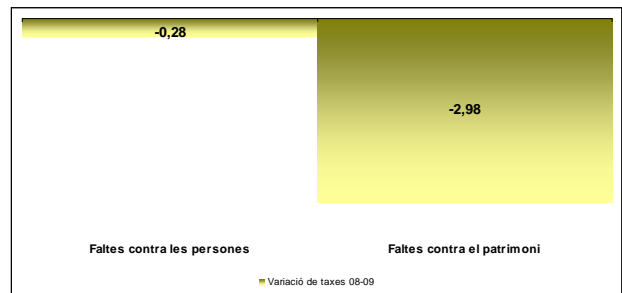 -0,28
-2,98
Faltes contra les persones
Faltes contra el patrimoni
Variació de taxes 08-09